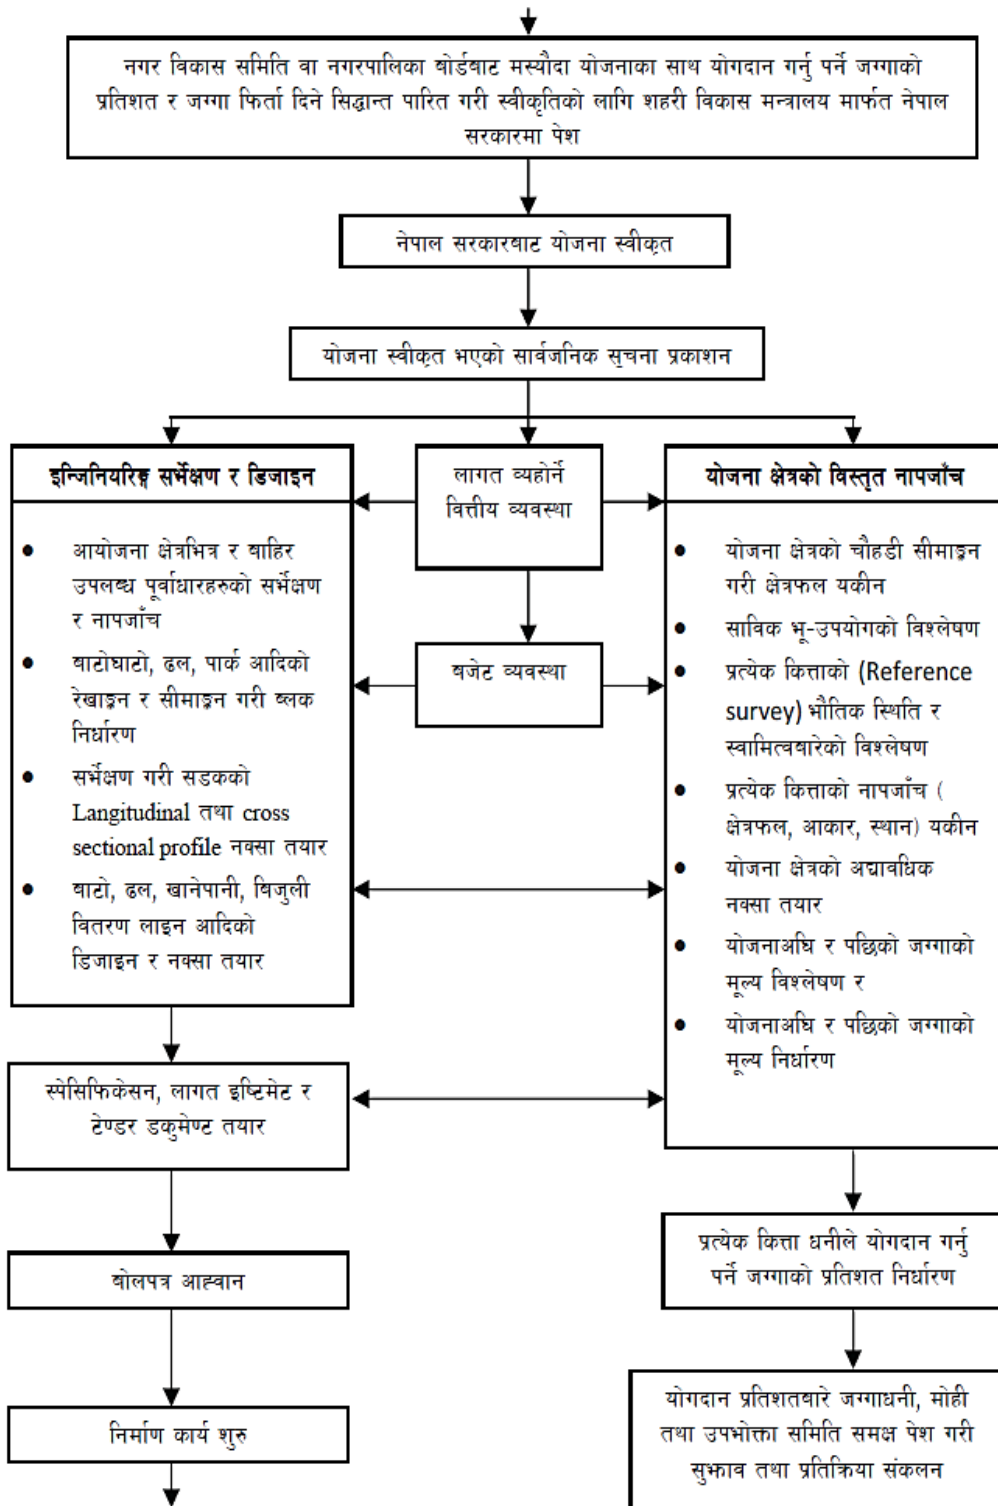 नगर विकास समिति वा नगरपालिका बोर्डबाट मस्यौदा योजनाका साथ योगदान गर्नु पर्ने जग्गाको
प्रतिशत र जग्गा फिर्ता दिने सिद्धान्त पारित गरी स्वीकृतिको लागि शहरी विकास मन्त्रालय मार्फत नेपाल
सरकारमा पेश
नेपाल सरकारबाट योजना स्वीकृत
योजना स्वीकृत भएको सार्वजनिक सूचना प्रकाशन
इन्जिनियरिङ्ग सर्भेक्षण र डिजाइन
● आयोजना क्षेत्रभित्र र बाहिर
उपलब्ध पूर्वाधारहरुको सर्भेक्षण
र नापजाँच
● बाटोघाटो, ढल, पार्क आदिको
रेखाङ्कन र सीमाङ्कन गरी ब्लक
निर्धारण
● सर्भेक्षण गरी सडकको
Langitudinal तथा cross
sectional profile नक्सा तयार
● बाटो, ढल, खानेपानी, बिजुली
वितरण लाइन आदिको
डिजाइन र नक्सा तयार
लागत व्यहोर्ने
वित्तीय व्यवस्था
बजेट व्यवस्था
योजना क्षेत्रको विस्तृत नापजाँच
● योजना क्षेत्रको चौहडी सीमाङ्कन
गरी क्षेत्रफल यकीन
● साविक भू-उपयोगको विश्लेषण
● प्रत्येक कित्ताको (Reference
survey) भौतिक स्थिति र
स्वामित्वबारेको विश्लेषण
● प्रत्येक कित्ताको नापजाँच (
क्षेत्रफल, आकार, स्थान) यकीन
● योजना क्षेत्रको अद्यावधिक
नक्सा तयार
● योजनाअघि र पछिको जग्गाको
मूल्य विश्लेषण र
● योजनाअघि र पछिको जग्गाको
मूल्य निर्धारण
स्पेसिफिकेसन, लागत इष्टिमेट र
टेण्डर डकुमेण्ट तयार
बोलपत्र आह्वान
निर्माण कार्य शुरु
प्रत्येक कित्ता धनीले योगदान गर्नु
पर्ने जग्गाको प्रतिशत निर्धारण
योगदान प्रतिशतबारे जग्गाधनी, मोही
तथा उपभोक्ता समिति समक्ष पेश गरी
सुझाव तथा प्रतिक्रिया संकलन